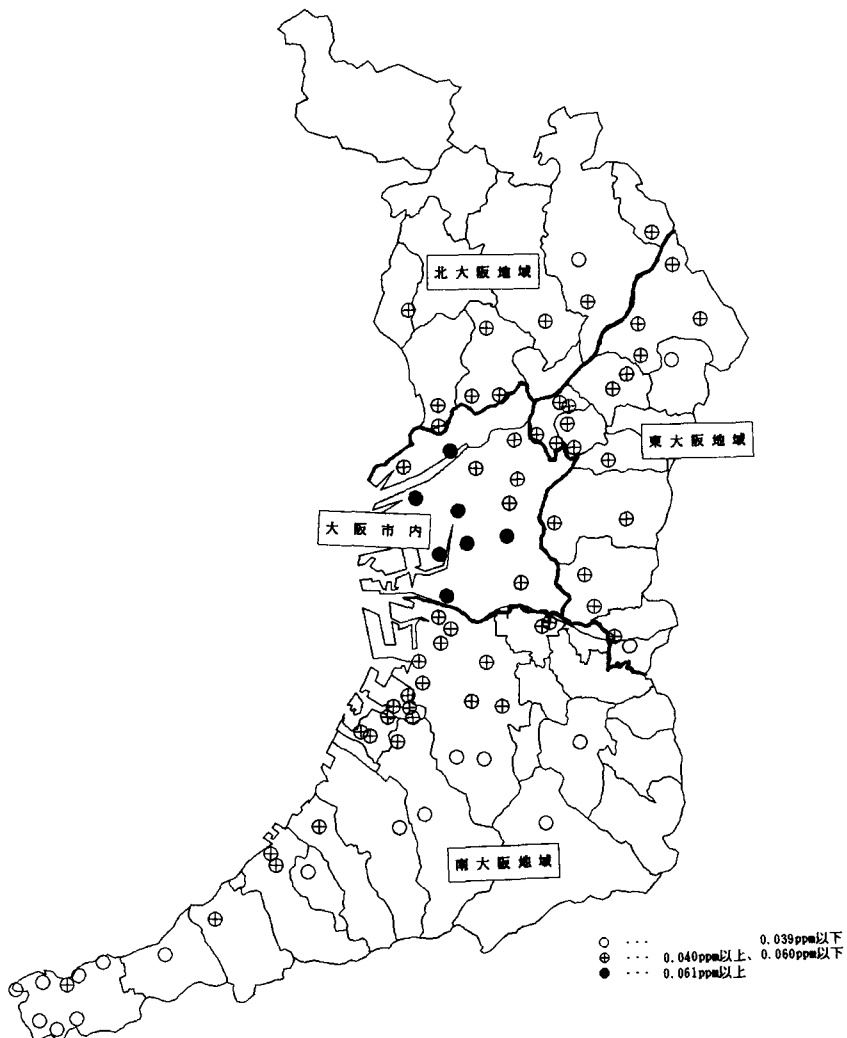 北大阪地域
東大阪地域
大阪市内
南大阪地域
○ ··· 0.039ppm以下
⊕ ··· 0.040ppm以上、0.060ppm以下
● ··· 0.061ppm以上